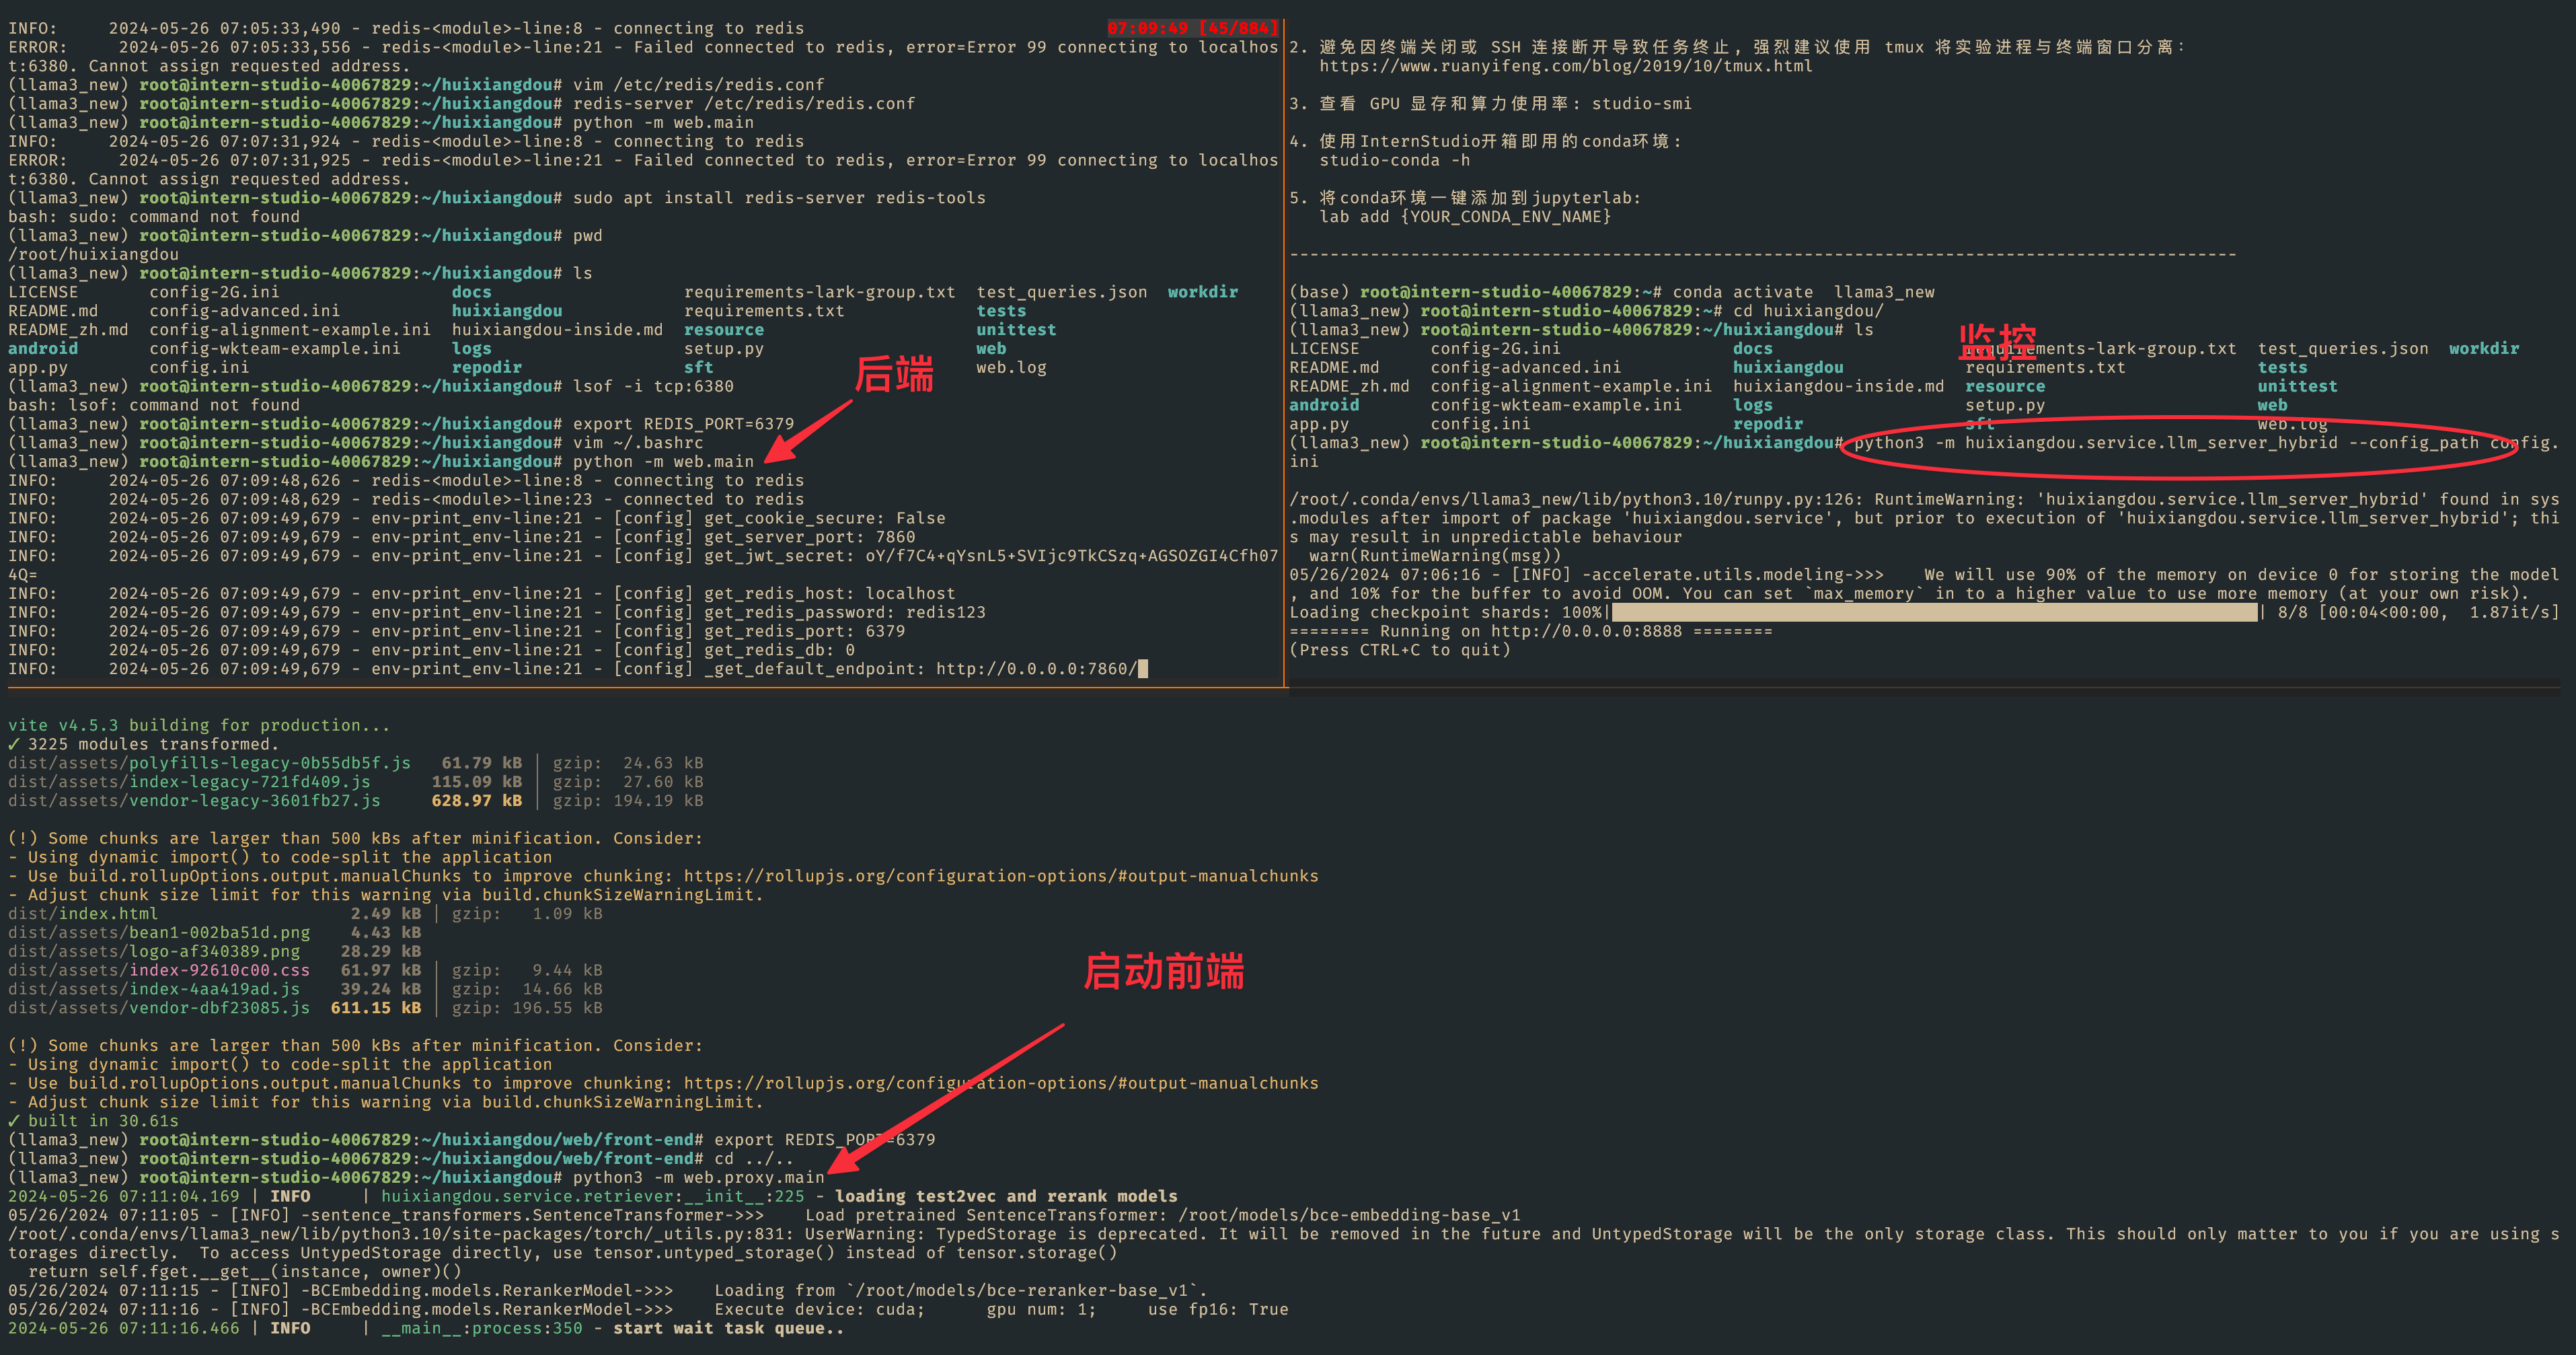 INFO:     2024-05-26 07:05:33,490 - redis-<module>-line:8 - connecting to redis
07:09:49 [45/884]
ERROR:     2024-05-26 07:05:33,556 - redis-<module>-line:21 - Failed connected to redis, error=Error 99 connecting to localhos
t:6380. Cannot assign requested address.
(llama3_new) root@intern-studio-40067829:~/huixiangdou# vim /etc/redis/redis.conf
(llama3_new) root@intern-studio-40067829:~/huixiangdou# redis-server /etc/redis/redis.conf
(llama3_new) root@intern-studio-40067829:~/huixiangdou# python -m web.main
INFO:     2024-05-26 07:07:31,924 - redis-<module>-line:8 - connecting to redis
ERROR:     2024-05-26 07:07:31,925 - redis-<module>-line:21 - Failed connected to redis, error=Error 99 connecting to localhos
t:6380. Cannot assign requested address.
(llama3_new) root@intern-studio-40067829:~/huixiangdou# sudo apt install redis-server redis-tools
bash: sudo: command not found
(llama3_new) root@intern-studio-40067829:~/huixiangdou# pwd
/root/huixiangdou
(llama3_new) root@intern-studio-40067829:~/huixiangdou# ls
LICENSE       config-2G.ini                 docs                   requirements-lark-group.txt  test_queries.json  workdir
README.md     config-advanced.ini           huixiangdou            requirements.txt             tests
README_zh.md  config-alignment-example.ini  huixiangdou-inside.md  resource                     unittest
android       config-wkteam-example.ini     logs                   setup.py                     web
app.py        config.ini                    repodir                sft                          web.log
(llama3_new) root@intern-studio-40067829:~/huixiangdou# lsof -i tcp:6380
bash: lsof: command not found
(llama3_new) root@intern-studio-40067829:~/huixiangdou# export REDIS_PORT=6379
(llama3_new) root@intern-studio-40067829:~/huixiangdou# vim ~/.bashrc
(llama3_new) root@intern-studio-40067829:~/huixiangdou# python -m web.main
后端
INFO:     2024-05-26 07:09:48,626 - redis-<module>-line:8 - connecting to redis
INFO:     2024-05-26 07:09:48,629 - redis-<module>-line:23 - connected to redis
INFO:     2024-05-26 07:09:49,679 - env-print_env-line:21 - [config] get_cookie_secure: False
INFO:     2024-05-26 07:09:49,679 - env-print_env-line:21 - [config] get_server_port: 7860
INFO:     2024-05-26 07:09:49,679 - env-print_env-line:21 - [config] get_jwt_secret: oY/f7C4+qYsnL5+SVIjc9TkCSzq+AGSOZGI4Cfh07
4Q=
INFO:     2024-05-26 07:09:49,679 - env-print_env-line:21 - [config] get_redis_host: localhost
INFO:     2024-05-26 07:09:49,679 - env-print_env-line:21 - [config] get_redis_password: redis123
INFO:     2024-05-26 07:09:49,679 - env-print_env-line:21 - [config] get_redis_port: 6379
INFO:     2024-05-26 07:09:49,679 - env-print_env-line:21 - [config] get_redis_db: 0
INFO:     2024-05-26 07:09:49,679 - env-print_env-line:21 - [config] _get_default_endpoint: http://0.0.0.0:7860/
2. 避免因终端关闭或 SSH 连接断开导致任务终止，强烈建议使用 tmux 将实验进程与终端窗口分离：
https://www.ruanyifeng.com/blog/2019/10/tmux.html
3. 查看 GPU 显存和算力使用率：studio-smi
4. 使用InternStudio开箱即用的conda环境：
studio-conda -h
5. 将conda环境一键添加到jupyterlab:
lab add {YOUR_CONDA_ENV_NAME}
----------------------------------------------------------------------------------------------
(base) root@intern-studio-40067829:~# conda activate  llama3_new
(llama3_new) root@intern-studio-40067829:~# cd huixiangdou/
(llama3_new) root@intern-studio-40067829:~/huixiangdou# ls
监控
LICENSE       config-2G.ini                 docs                   requirements-lark-group.txt  test_queries.json  workdir
README.md     config-advanced.ini           huixiangdou            requirements.txt             tests
README_zh.md  config-alignment-example.ini  huixiangdou-inside.md  resource                     unittest
android       config-wkteam-example.ini     logs                   setup.py                     web
app.py        config.ini                    repodir                sft                          web.log
(llama3_new) root@intern-studio-40067829:~/huixiangdou# python3 -m huixiangdou.service.llm_server_hybrid --config_path config.
ini
/root/.conda/envs/llama3_new/lib/python3.10/runpy.py:126: RuntimeWarning: 'huixiangdou.service.llm_server_hybrid' found in sys
.modules after import of package 'huixiangdou.service', but prior to execution of 'huixiangdou.service.llm_server_hybrid'; thi
s may result in unpredictable behaviour
warn(RuntimeWarning(msg))
05/26/2024 07:06:16 - [INFO] -accelerate.utils.modeling->>>    We will use 90% of the memory on device 0 for storing the model
, and 10% for the buffer to avoid OOM. You can set `max_memory` in to a higher value to use more memory (at your own risk).
Loading checkpoint shards: 100%|| 8/8 [00:04<00:00,  1.87it/s]
======== Running on http://0.0.0.0:8888 ========
(Press CTRL+C to quit)
vite v4.5.3 building for production...
✓ 3225 modules transformed.
dist/assets/polyfills-legacy-0b55db5f.js   61.79 kB │ gzip:  24.63 kB
dist/assets/index-legacy-721fd409.js      115.09 kB │ gzip:  27.60 kB
dist/assets/vendor-legacy-3601fb27.js     628.97 kB │ gzip: 194.19 kB
(!) Some chunks are larger than 500 kBs after minification. Consider:
- Using dynamic import() to code-split the application
- Use build.rollupOptions.output.manualChunks to improve chunking: https://rollupjs.org/configuration-options/#output-manualchunks
- Adjust chunk size limit for this warning via build.chunkSizeWarningLimit.
dist/index.html                   2.49 kB │ gzip:   1.09 kB
dist/assets/bean1-002ba51d.png    4.43 kB
dist/assets/logo-af340389.png    28.29 kB
dist/assets/index-92610c00.css   61.97 kB │ gzip:   9.44 kB
dist/assets/index-4aa419ad.js    39.24 kB │ gzip:  14.66 kB
dist/assets/vendor-dbf23085.js  611.15 kB │ gzip: 196.55 kB
启动前端
(!) Some chunks are larger than 500 kBs after minification. Consider:
- Using dynamic import() to code-split the application
- Use build.rollupOptions.output.manualChunks to improve chunking: https://rollupjs.org/configuration-options/#output-manualchunks
- Adjust chunk size limit for this warning via build.chunkSizeWarningLimit.
✓ built in 30.61s
(llama3_new) root@intern-studio-40067829:~/huixiangdou/web/front-end# export REDIS_PORT=6379
(llama3_new) root@intern-studio-40067829:~/huixiangdou/web/front-end# cd ../..
(llama3_new) root@intern-studio-40067829:~/huixiangdou# python3 -m web.proxy.main
2024-05-26 07:11:04.169 | INFO     | huixiangdou.service.retriever:__init__:225 - loading test2vec and rerank models
05/26/2024 07:11:05 - [INFO] -sentence_transformers.SentenceTransformer->>>    Load pretrained SentenceTransformer: /root/models/bce-embedding-base_v1
/root/.conda/envs/llama3_new/lib/python3.10/site-packages/torch/_utils.py:831: UserWarning: TypedStorage is deprecated. It will be removed in the future and UntypedStorage will be the only storage class. This should only matter to you if you are using s
torages directly.  To access UntypedStorage directly, use tensor.untyped_storage() instead of tensor.storage()
return self.fget.__get__(instance, owner)()
05/26/2024 07:11:15 - [INFO] -BCEmbedding.models.RerankerModel->>>    Loading from `/root/models/bce-reranker-base_v1`.
05/26/2024 07:11:16 - [INFO] -BCEmbedding.models.RerankerModel->>>    Execute device: cuda;      gpu num: 1;     use fp16: True
2024-05-26 07:11:16.466 | INFO     | __main__:process:350 - start wait task queue..